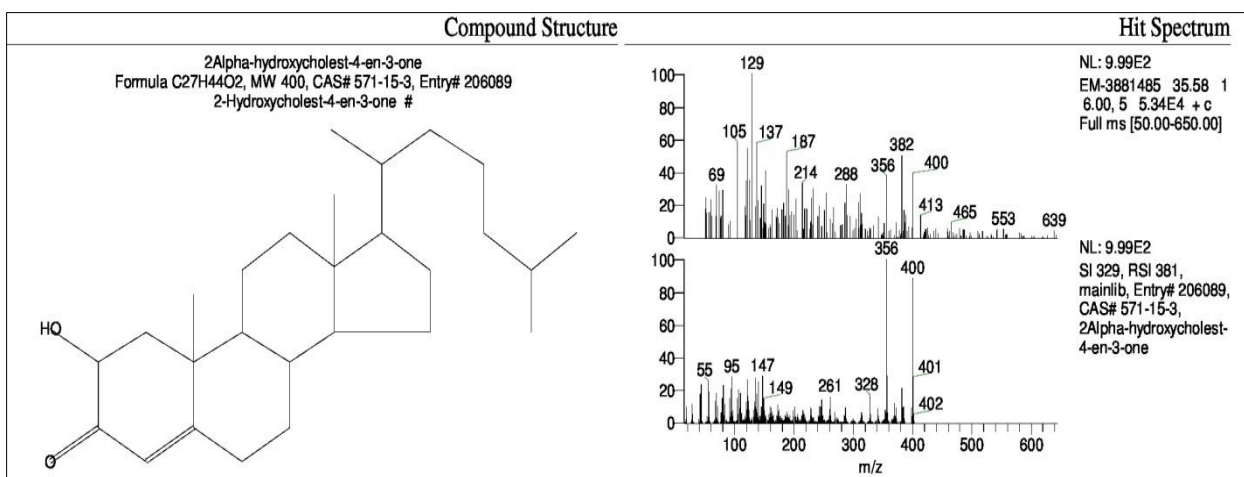 Compound Structure
2Alpha-hydroxycholest-4-en-3-one
Formula C27H44O2, MW 400, CAS# 571-15-3, Entry# 206089
2-Hydroxycholest-4-en-3-one #
HO
O
Hit Spectrum
100
80
60
40
20
0
129
105
137
187
69
214
288
356
382
400
413
465
553
639
NL: 9.99E2
EM-3881485 35.58 1
6.00, 5 5.34E4 + c
Full ms [50.00-650.00]
100
80
60
40
20
0
356
400
55
95
147
149
261
328
401
402
NL: 9.99E2
SI 329, RSI 381,
mainlib, Entry# 206089,
CAS# 571-15-3,
2Alpha-hydroxycholest-
4-en-3-one
100 200 300 400 500 600
m/z